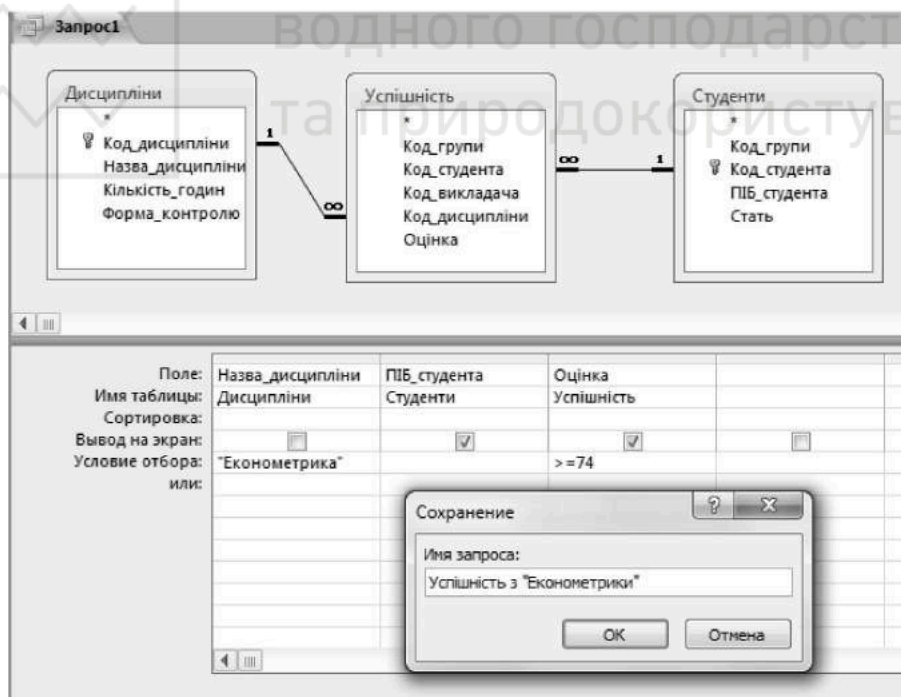 водного господарст
та природокористув
Запрос1
Дисципліни
*
Код_дисципліни
Назва_дисципліни
Кількість_годин
Форма_контролю
1
∞
Успішність
*
Код_групи
Код_студента
Код_викладача
Код_дисципліни
Оцінка
∞
1
Студенти
*
Код_групи
Код_студента
ПІБ_студента
Стать
Поле: Назва_дисципліни ПІБ_студента Оцінка
Имя таблицы: Дисципліни Студенти Успішність
Сортировка:
Вывод на экран:
Условие отбора: "Економетрика" >=74
или:
Сохранение
Имя запроса:
Успішність з "Економетрики"
ОК Отмена